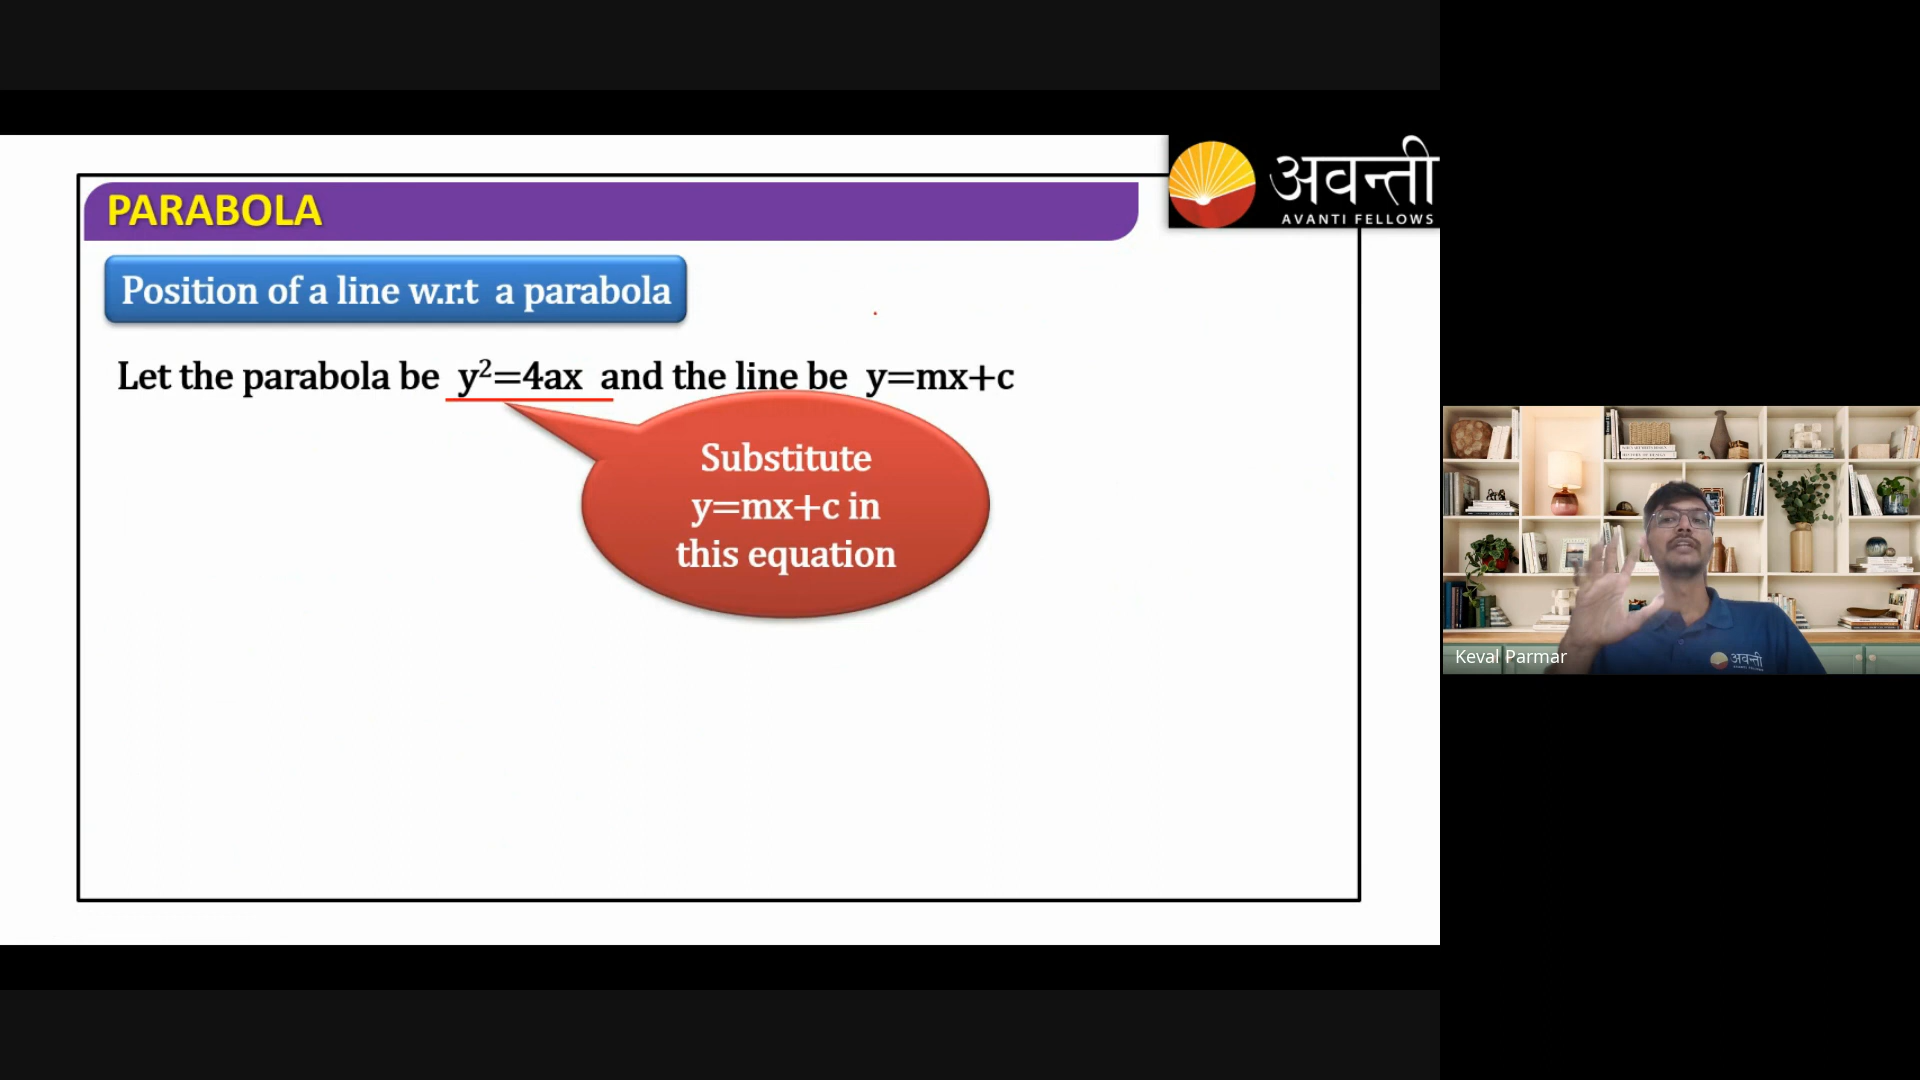 अवन्ती
AVANTI FELLOWS
PARABOLA
Position of a line w.r.t a parabola
Let the parabola be y²=4ax and the line be y=mx+c
Substitute
y=mx+c in
this equation
Keval Parmar
अवन्ती